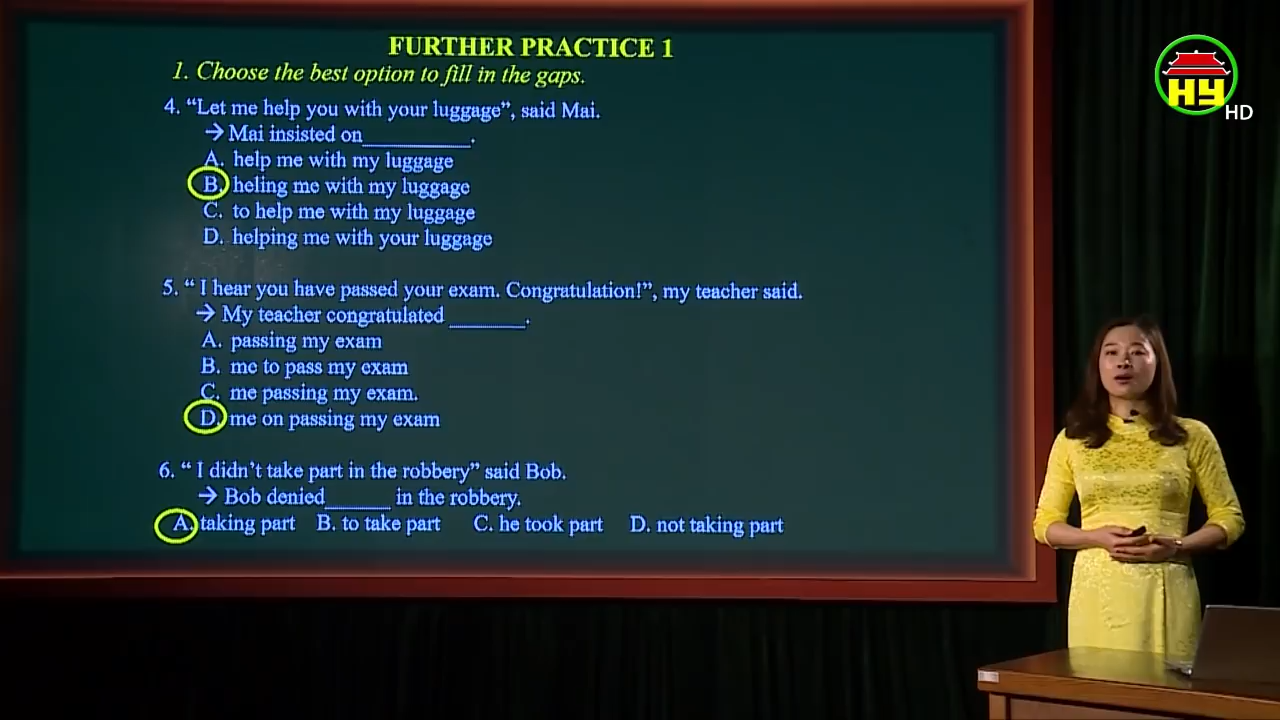 FURTHER PRACTICE 1
1. Choose the best option to fill in the gaps.
4. “Let me help you with your luggage”, said Mai.
→ Mai insisted on__________.
A. help me with my luggage
B. heling me with my luggage
C. to help me with my luggage
D. helping me with your luggage
5. “ I hear you have passed your exam. Congratulation!”, my teacher said.
→ My teacher congratulated _______.
A. passing my exam
B. me to pass my exam
C. me passing my exam.
D. me on passing my exam
6. “ I didn’t take part in the robbery” said Bob.
→ Bob denied______ in the robbery.
A. taking part B. to take part C. he took part D. not taking part
HY
HD